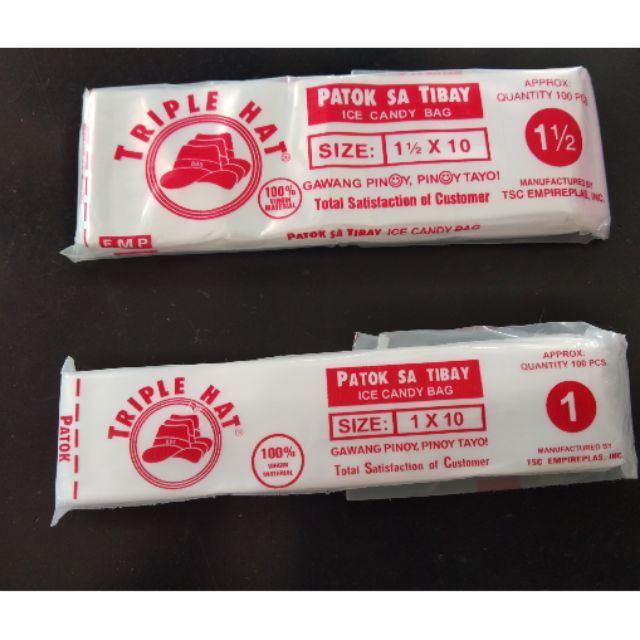 TRIPLE HAT®
100%
VIRGIN
MATERIAL
EMP
PATOK SA TIBAY
ICE CANDY BAG
SIZE: 1 ½ X 10
GAWANG PINOY, PINOY TAYO!
Total Satisfaction of Customer
PATOK SA TIBAY ICE CANDY BAG
APPROX:
QUANTITY 100 PCS
1½
MANUFACTURED BY
TSC EMPIREPLAS, INC.
PATOK
TRIPLE HAT®
100%
VIRGIN
MATERIAL
PATOK SA TIBAY
ICE CANDY BAG
SIZE: 1 X 10
GAWANG PINOY, PINOY TAYO!
Total Satisfaction of Customer
APPROX:
QUANTITY 100 PCS.
1
MANUFACTURED BY
TSC EMPIREPLAS, INC